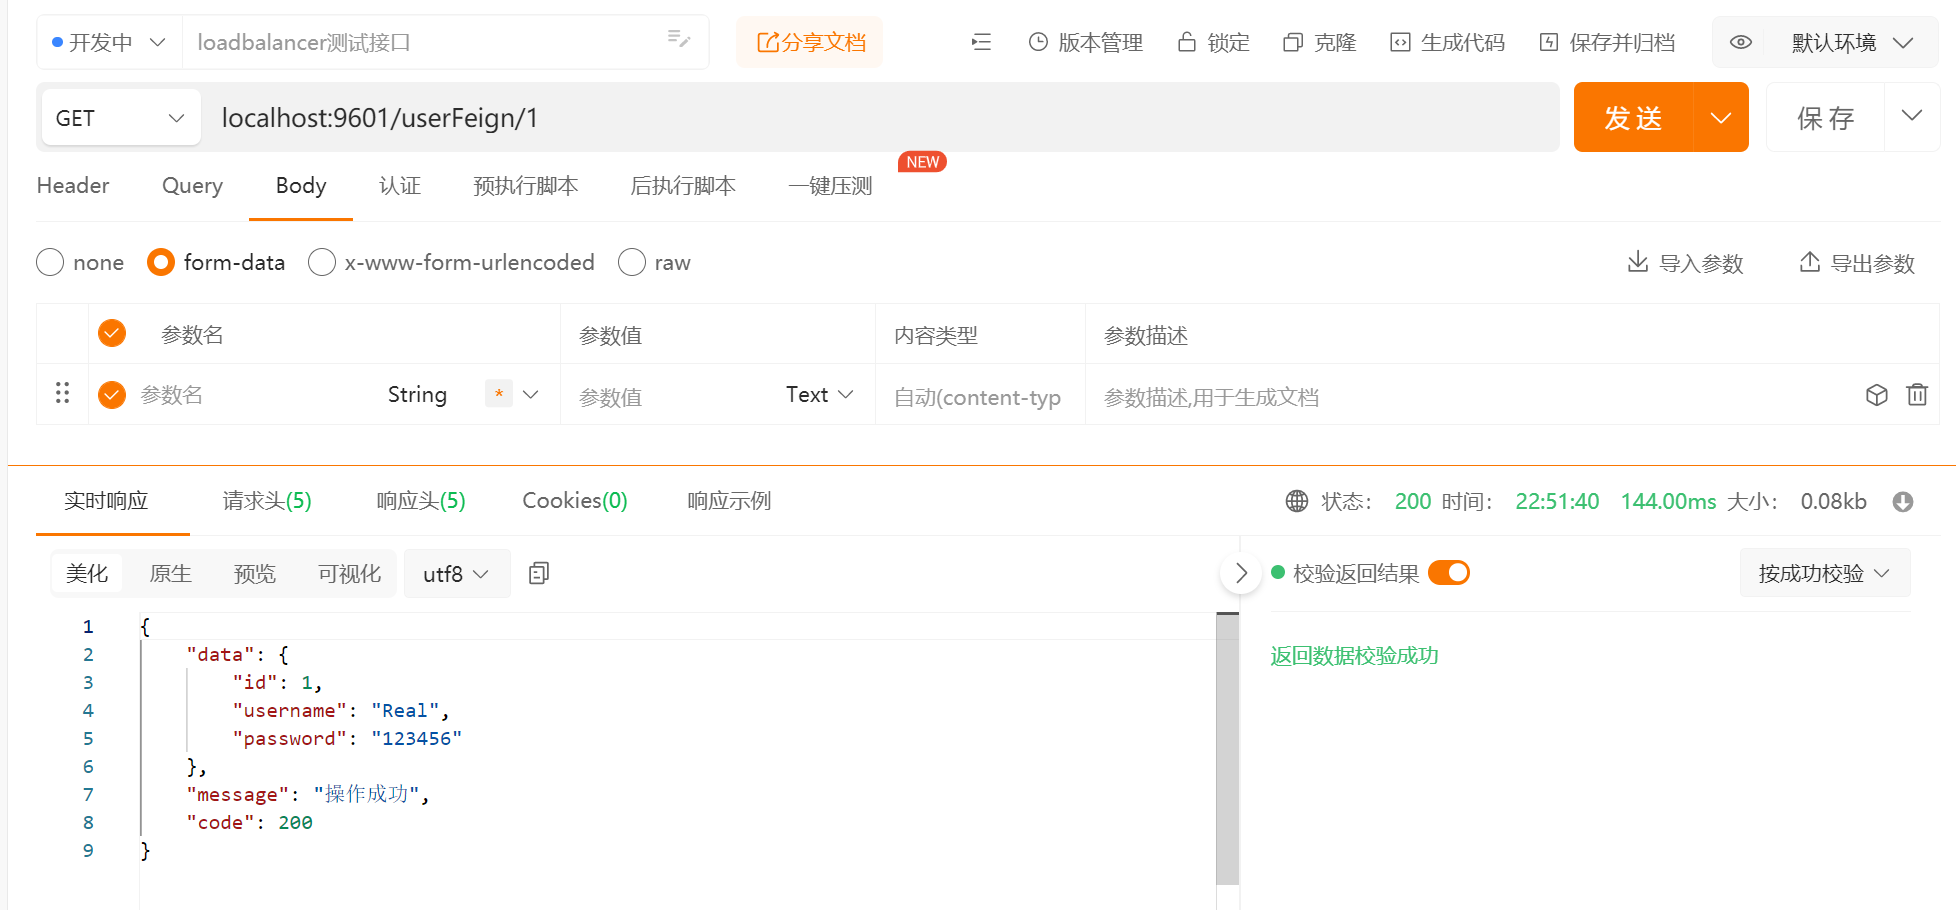 开发中 loadbalancer测试接口 分享文档 版本管理 锁定 克隆 生成代码 保存并归档 默认环境
GET localhost:9601/userFeign/1 发送 保存
NEW
Header Query Body 认证 预执行脚本 后执行脚本 一键压测
none form-data x-www-form-urlencoded raw 导入参数 导出参数
参数名 参数值 内容类型 参数描述
参数名 String * 参数值 Text 自动(content-typ 参数描述,用于生成文档
实时响应 请求头(5) 响应头(5) Cookies(0) 响应示例 状态: 200 时间: 22:51:40 144.00ms 大小: 0.08kb
美化 原生 预览 可视化 utf8 校验返回结果 按成功校验
返回数据校验成功
1 {
2 "data": {
3 "id": 1,
4 "username": "Real",
5 "password": "123456"
6 },
7 "message": "操作成功",
8 "code": 200
9 }